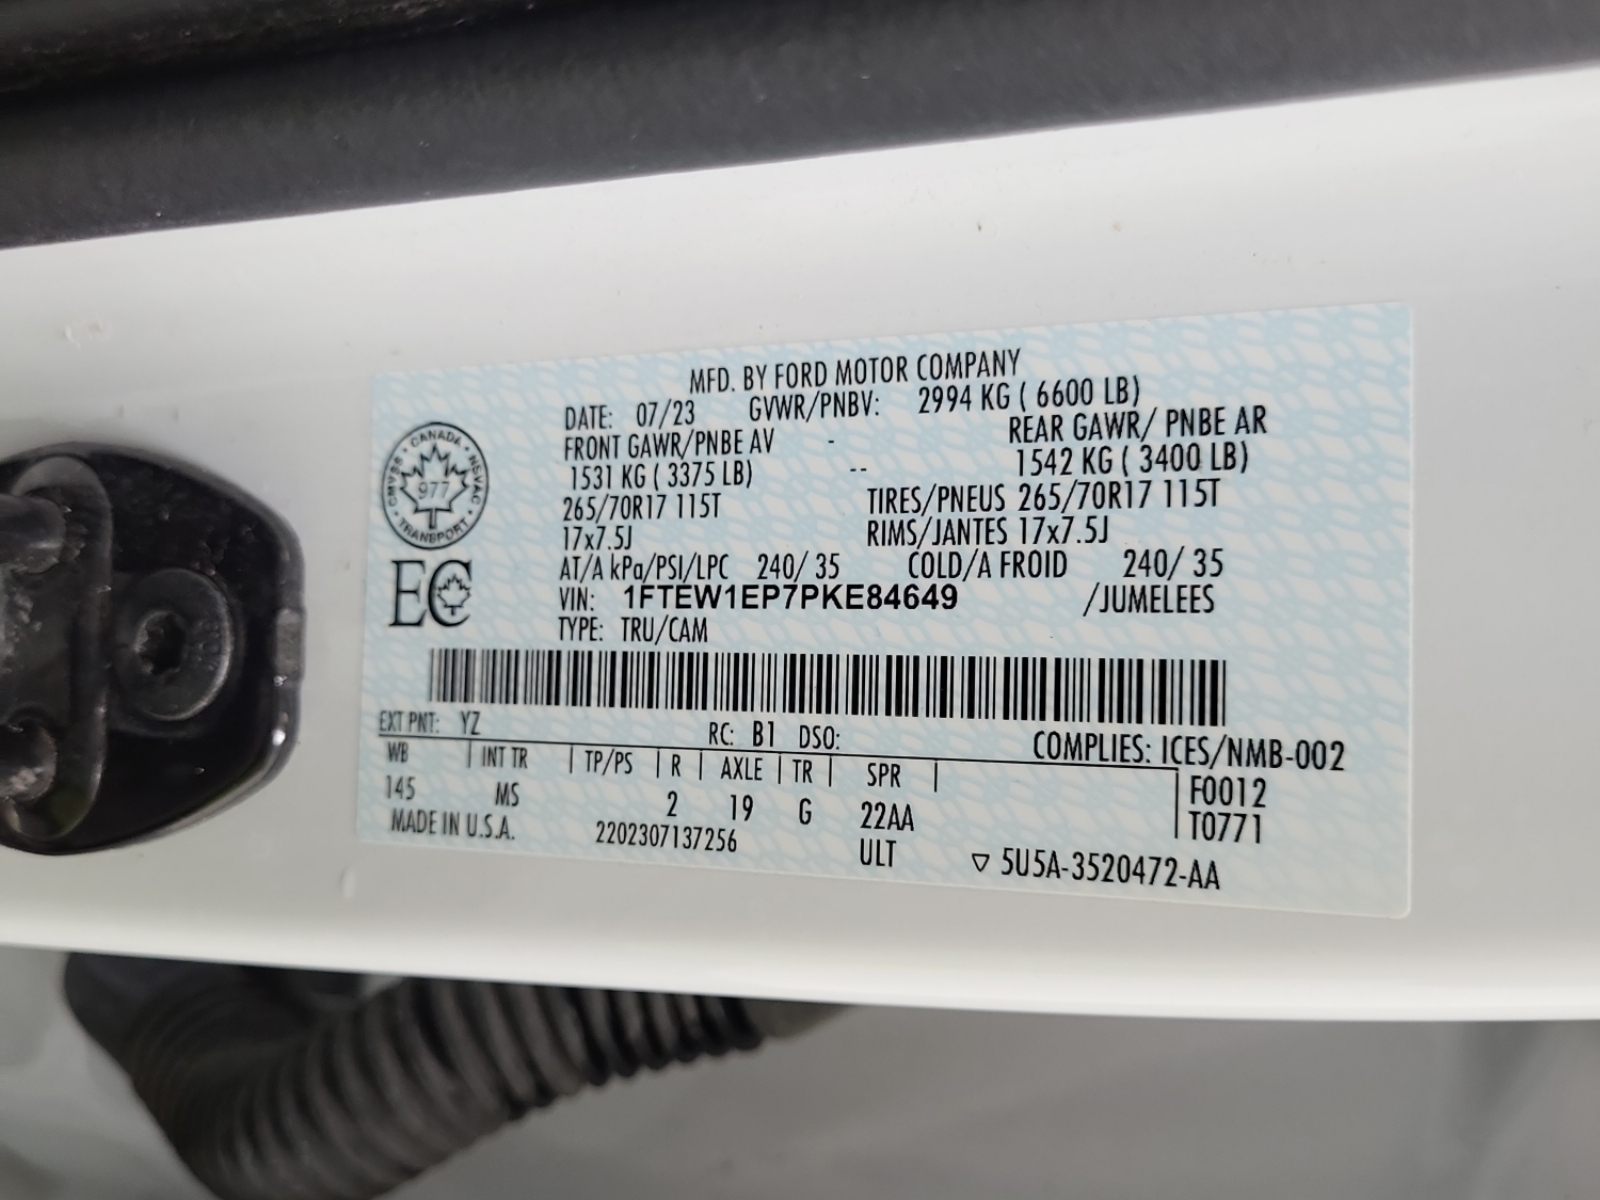 MFD. BY FORD MOTOR COMPANY
DATE: 07/23 GVWR/PNBV: 2994 KG ( 6600 LB)
FRONT GAWR/PNBE AV - REAR GAWR/ PNBE AR
1531 KG ( 3375 LB) -- 1542 KG ( 3400 LB)
265/70R17 115T TIRES/PNEUS 265/70R17 115T
17x7.5J RIMS/JANTES 17x7.5J
AT/A kPa/PSI/LPC 240/ 35 COLD/A FROID 240/ 35
VIN: 1FTEW1EP7PKE84649 /JUMELEES
TYPE: TRU/CAM
CANADA
CMVSS 977 NSVAC
TRANSPORT
EC
EXT PNT: YZ RC: B1 DSO: COMPLIES: ICES/NMB-002
WB | INT TR | TP/PS | R | AXLE | TR | SPR | F0012
145 MS 2 19 G 22AA T0771
MADE IN U.S.A. 2202307137256 ULT ▽ 5U5A-3520472-AA